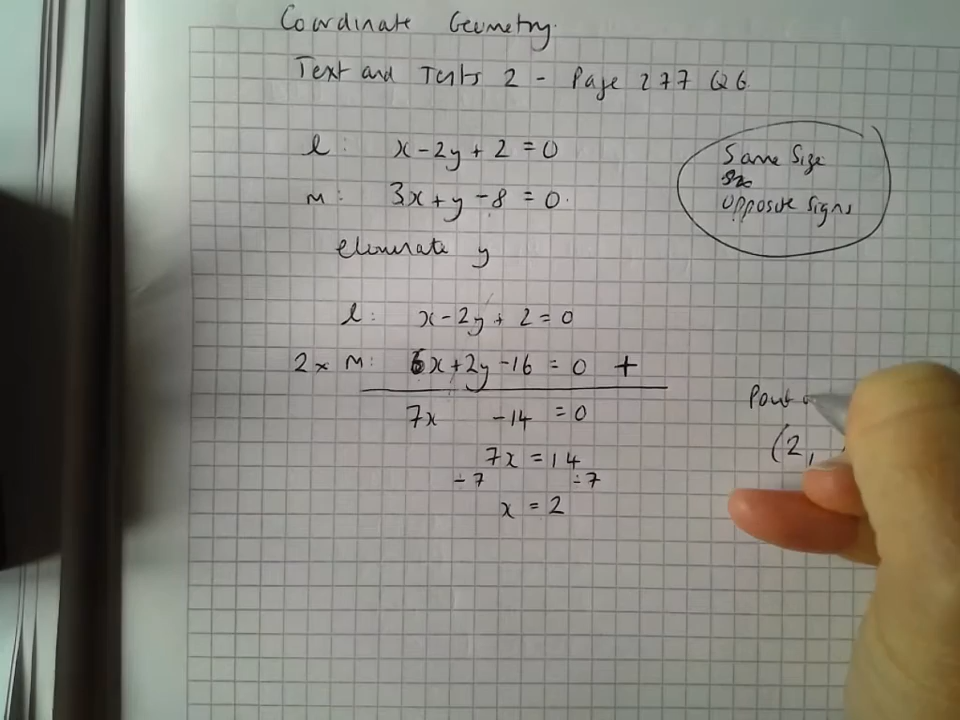 Coordinate Geometry.
Text and Tests 2 - Page 277 Q6
l: x - 2y + 2 = 0
m: 3x + y - 8 = 0.
Same Size
opposite signs
eliminate y
l: x - 2y + 2 = 0
2 x m: 6x + 2y - 16 = 0 +
7x - 14 = 0
Point
7x = 14
(2,
÷7 ÷7
x = 2